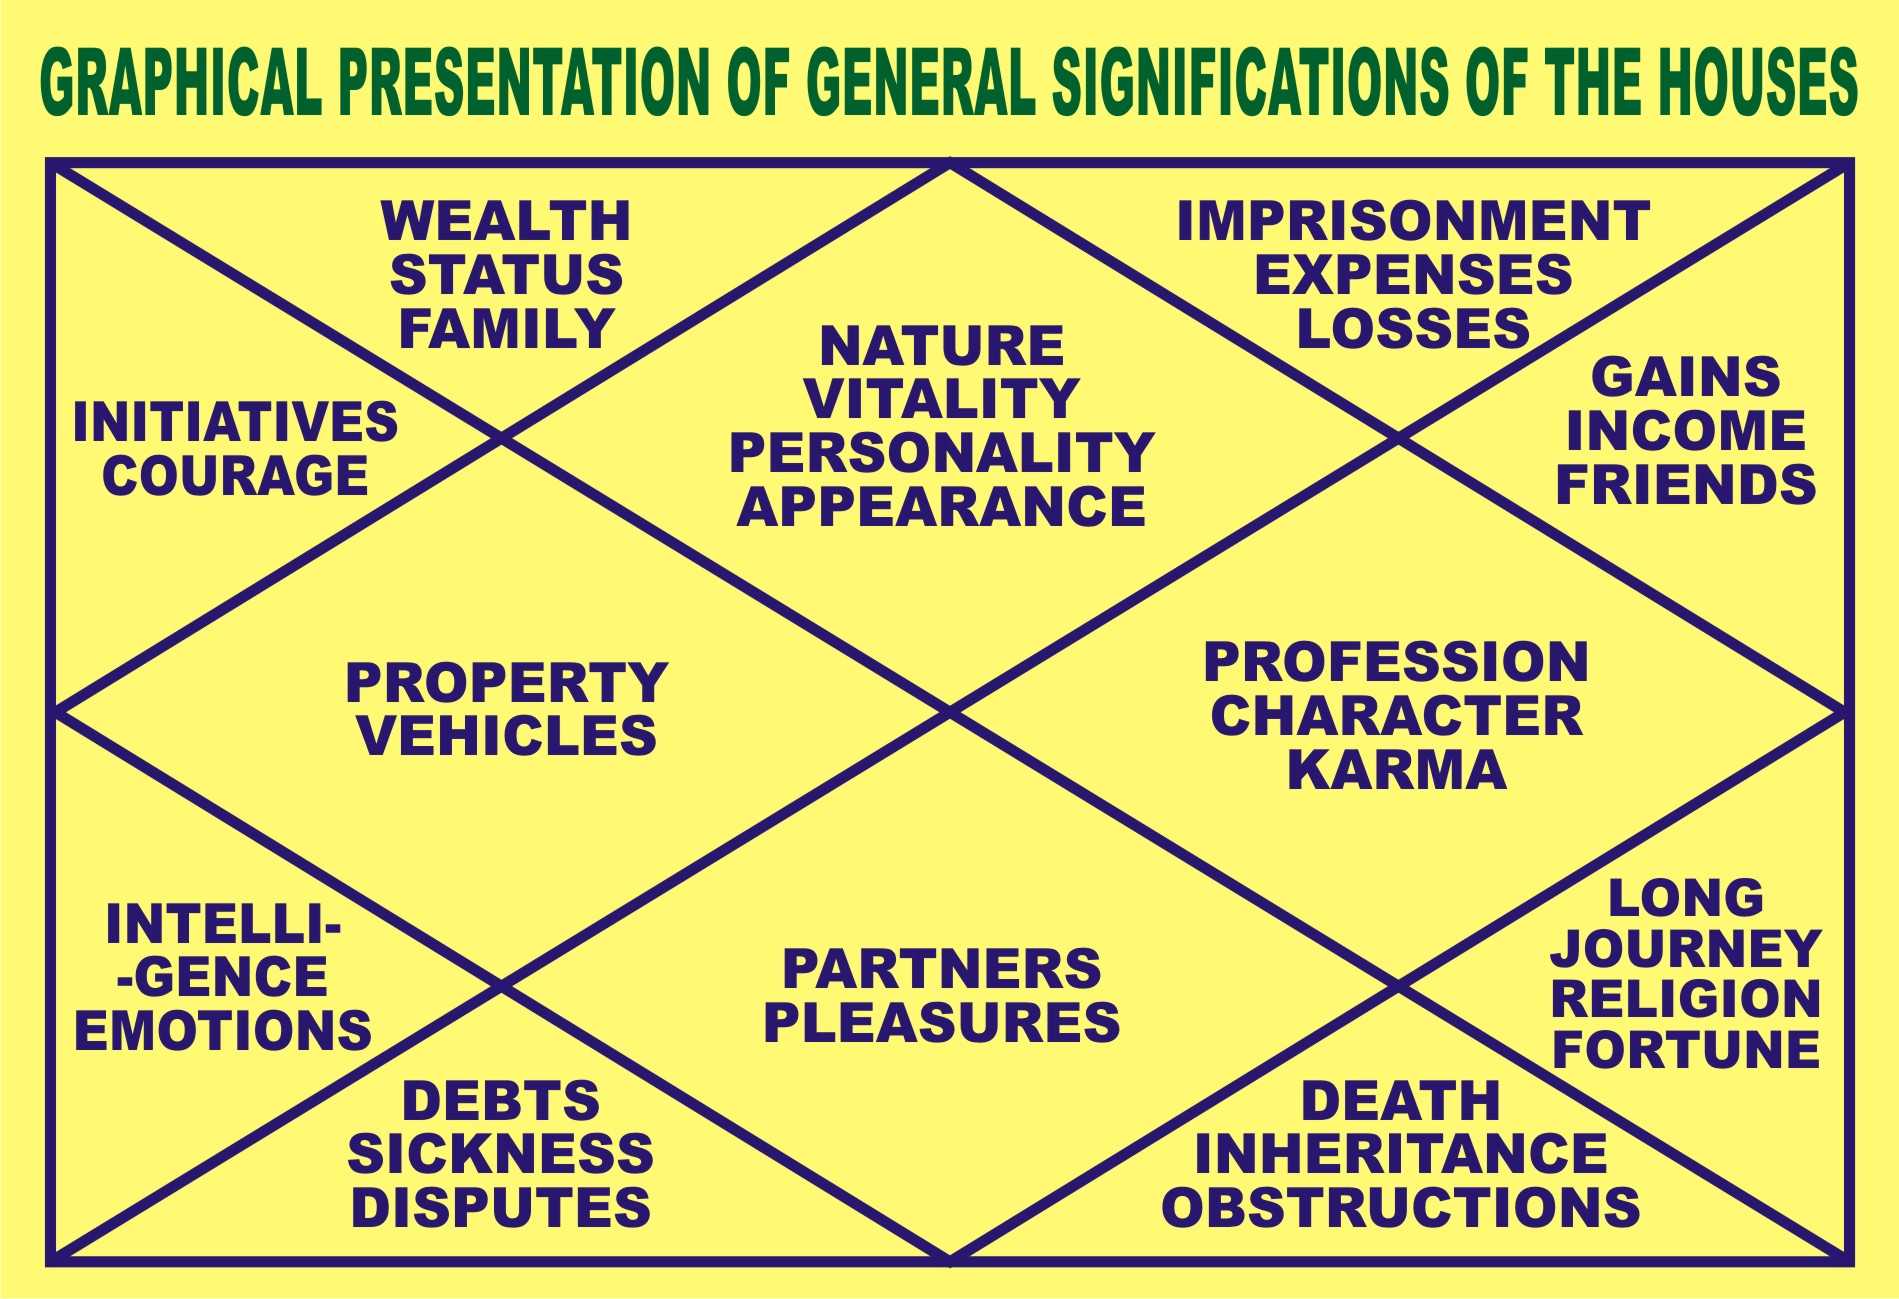 GRAPHICAL PRESENTATION OF GENERAL SIGNIFICATIONS OF THE HOUSES
WEALTH
STATUS
FAMILY
IMPRISONMENT
EXPENSES
LOSSES
NATURE
VITALITY
PERSONALITY
APPEARANCE
GAINS
INCOME
FRIENDS
INITIATIVES
COURAGE
PROPERTY
VEHICLES
PROFESSION
CHARACTER
KARMA
INTELLI-
-GENCE
EMOTIONS
PARTNERS
PLEASURES
LONG
JOURNEY
RELIGION
FORTUNE
DEBTS
SICKNESS
DISPUTES
DEATH
INHERITANCE
OBSTRUCTIONS